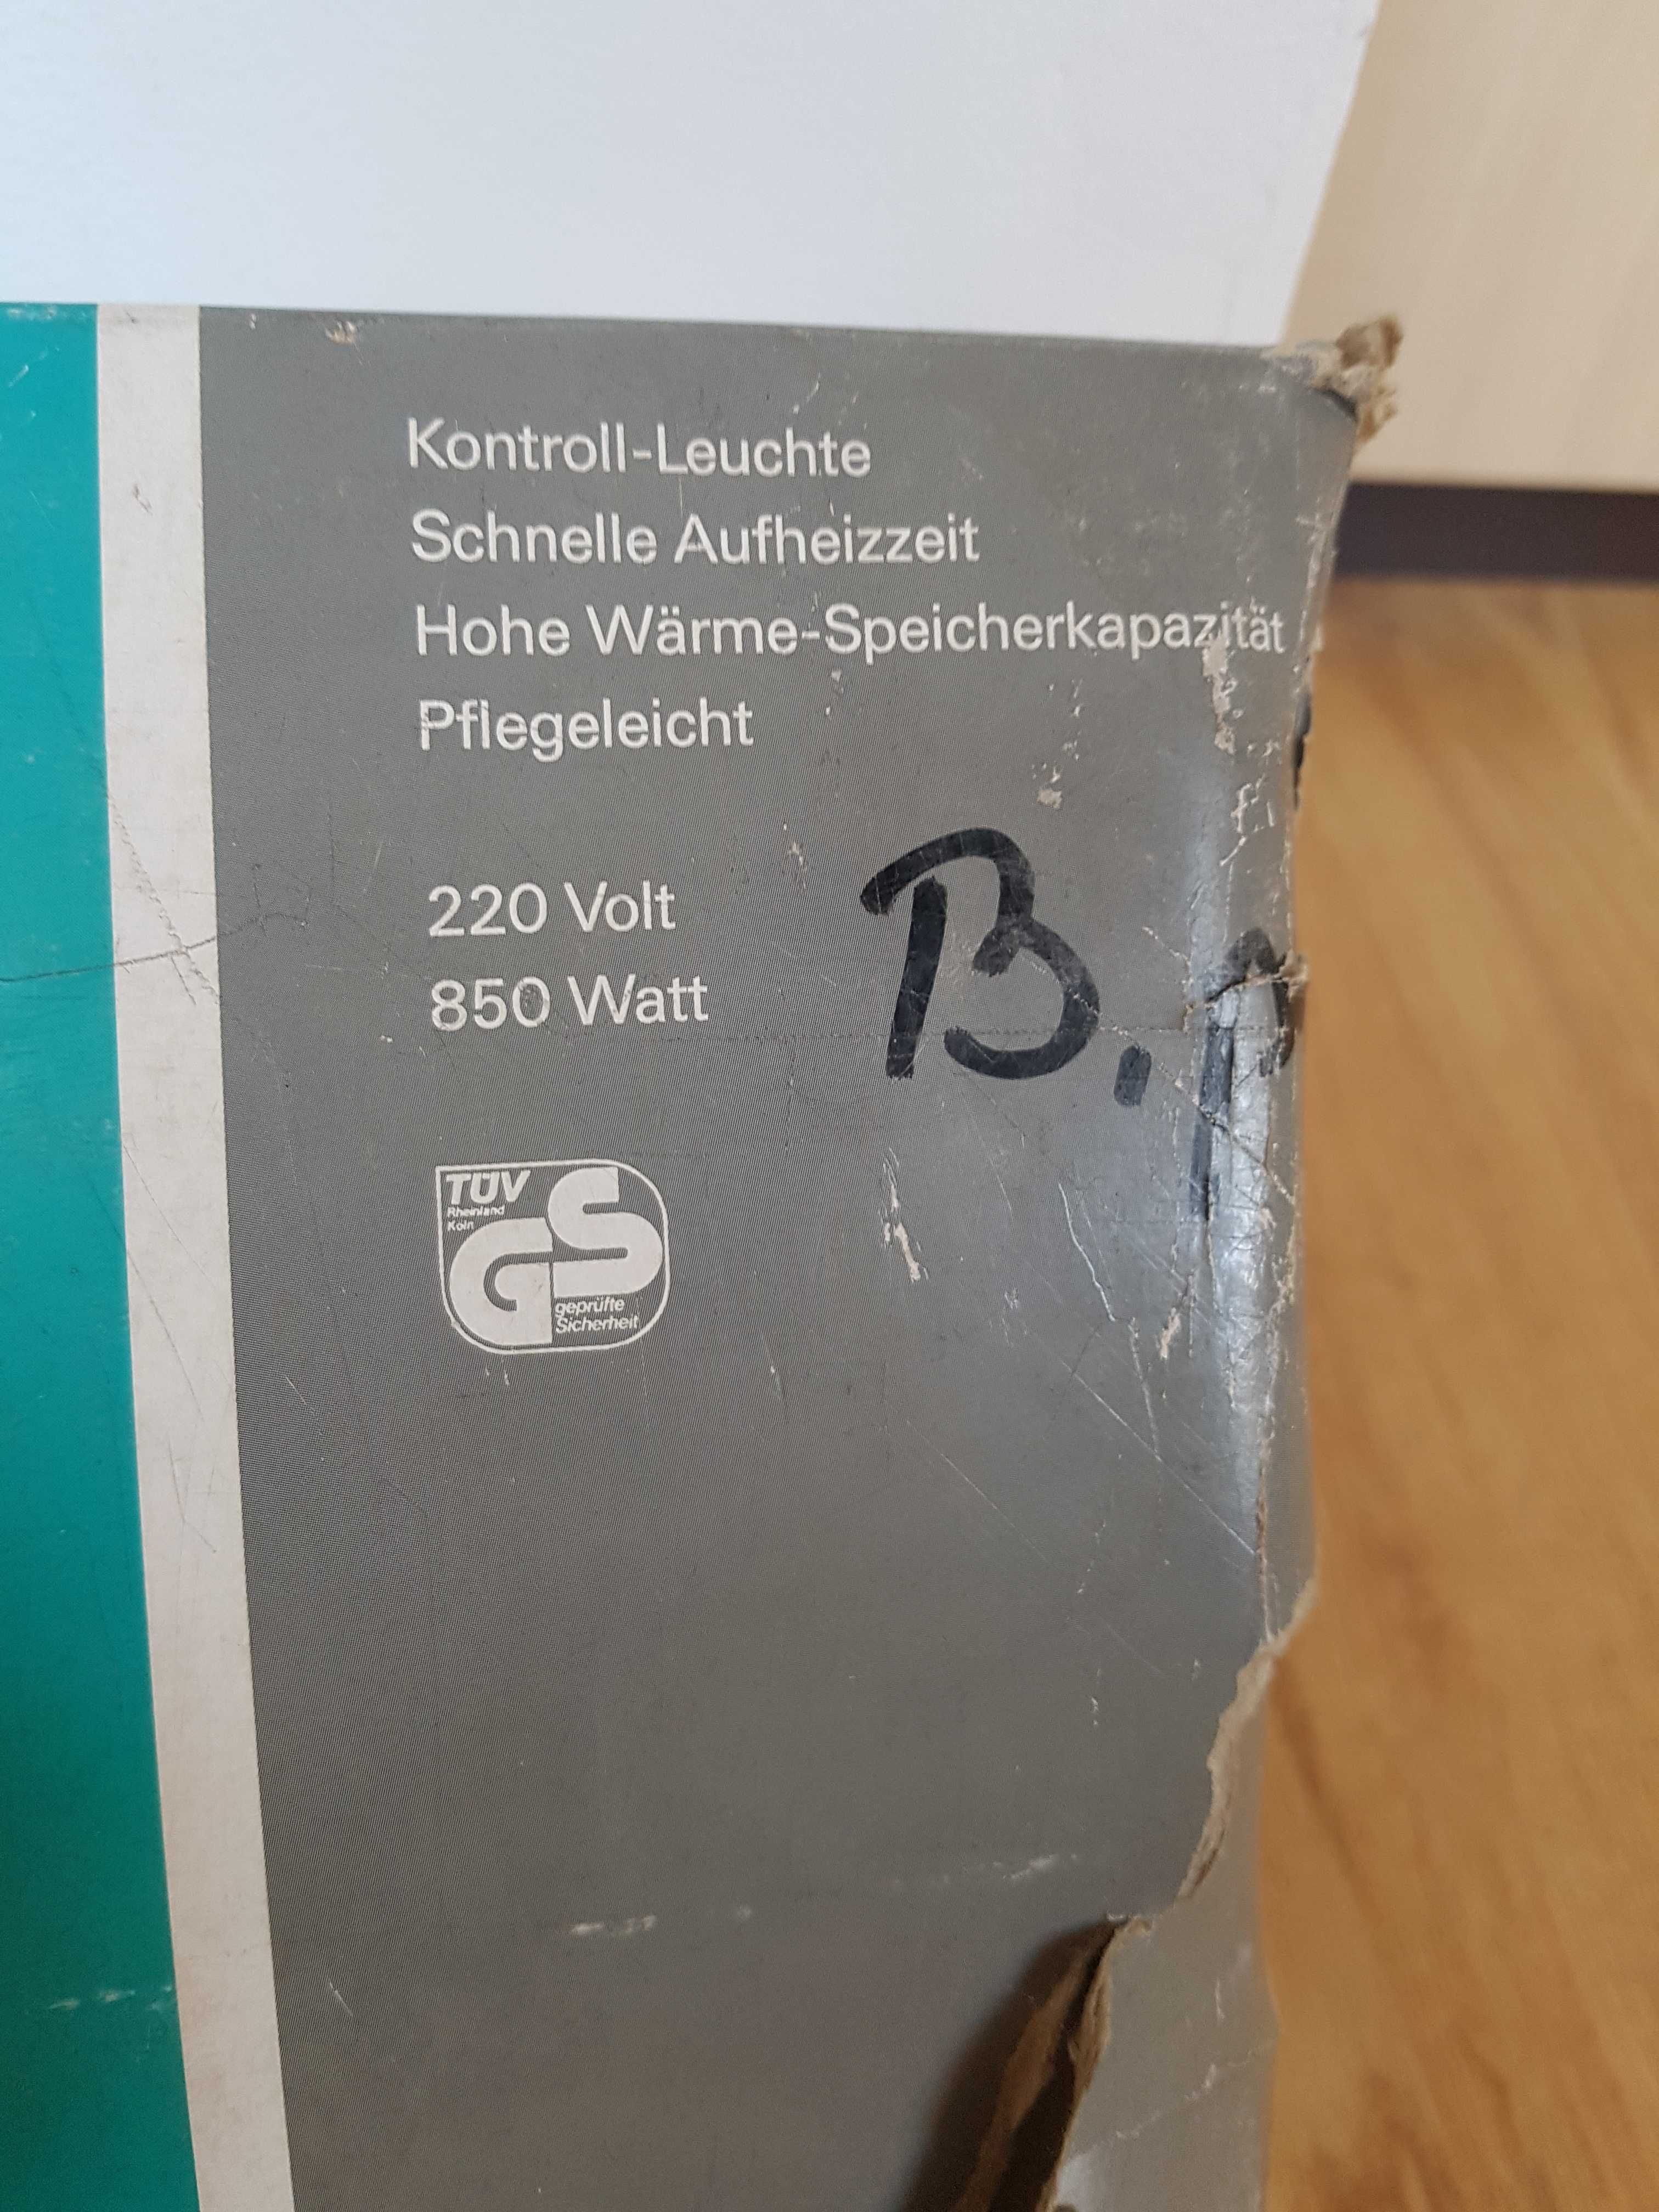 Kontroll-Leuchte
Schnelle Aufheizzeit
Hohe Wärme-Speicherkapazität
Pflegeleicht
220 Volt
850 Watt
B.
TÜV
Rheinland
Köln
GS
geprüfte
Sicherheit